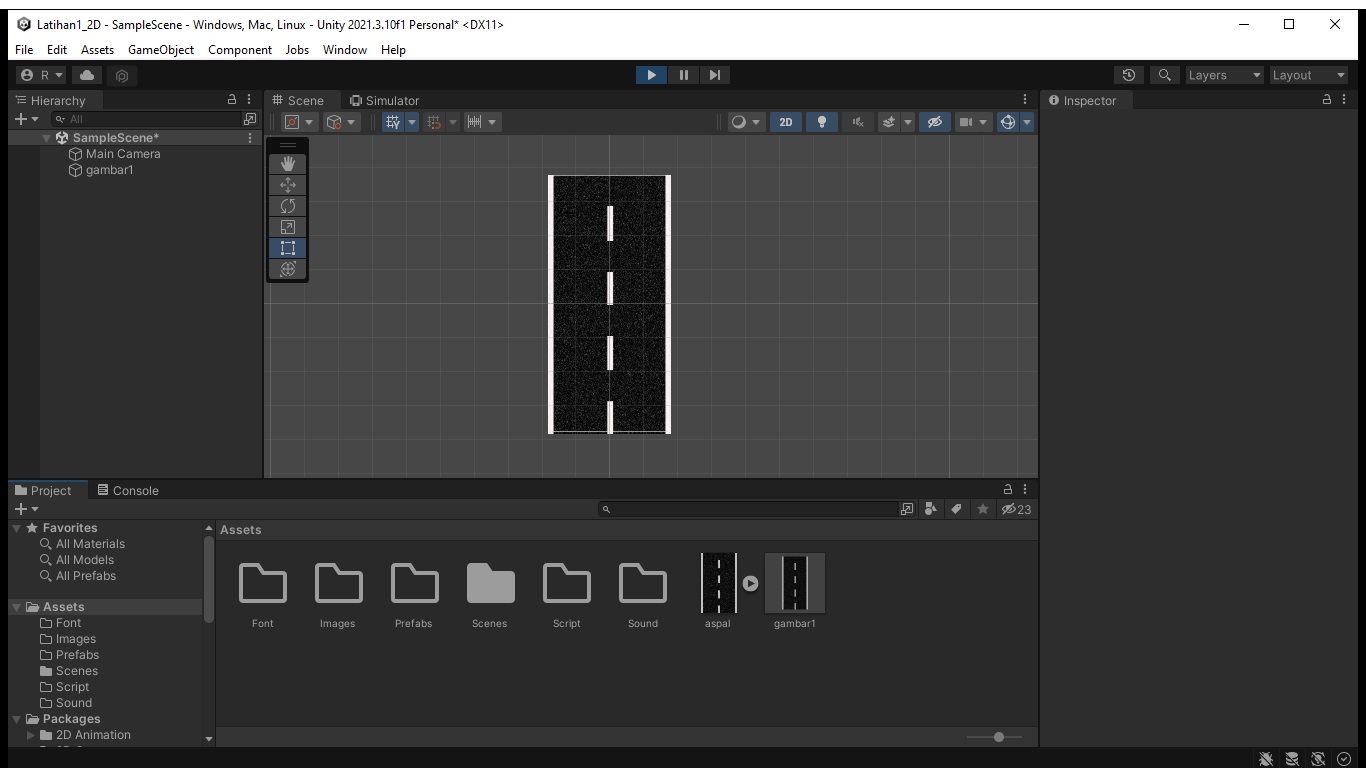 Latihan1_2D - SampleScene - Windows, Mac, Linux - Unity 2021.3.10f1 Personal* <DX11>
File Edit Assets GameObject Component Jobs Window Help
R Layers Layout
Hierarchy
All
SampleScene*
Main Camera
gambar1
Scene Simulator
2D
Inspector
Project Console
23
Favorites
All Materials
All Models
All Prefabs
Assets
Font
Images
Prefabs
Scenes
Script
Sound
Packages
2D Animation
Assets
Font Images Prefabs Scenes Script Sound aspal gambar1